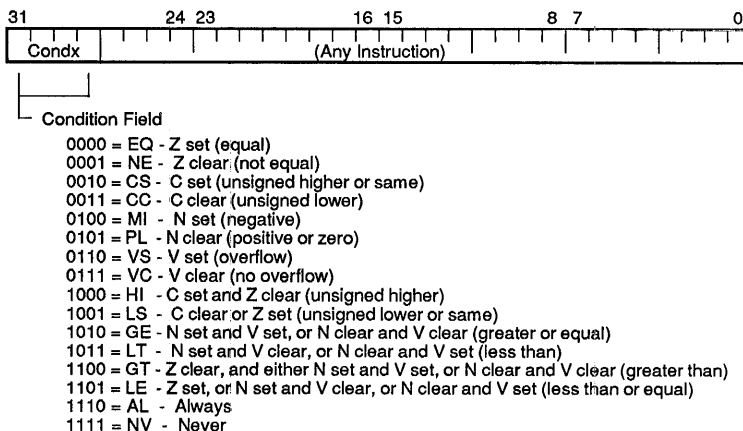 31 24 23 16 15 8 7 0
Condx (Any Instruction)
Condition Field
0000 = EQ - Z set (equal)
0001 = NE - Z clear (not equal)
0010 = CS - C set (unsigned higher or same)
0011 = CC - C clear (unsigned lower)
0100 = MI - N set (negative)
0101 = PL - N clear (positive or zero)
0110 = VS - V set (overflow)
0111 = VC - V clear (no overflow)
1000 = HI - C set and Z clear (unsigned higher)
1001 = LS - C clear or Z set (unsigned lower or same)
1010 = GE - N set and V set, or N clear and V clear (greater or equal)
1011 = LT - N set and V clear, or N clear and V set (less than)
1100 = GT - Z clear, and either N set and V set, or N clear and V clear (greater than)
1101 = LE - Z set, or N set and V clear, or N clear and V set (less than or equal)
1110 = AL - Always
1111 = NV - Never